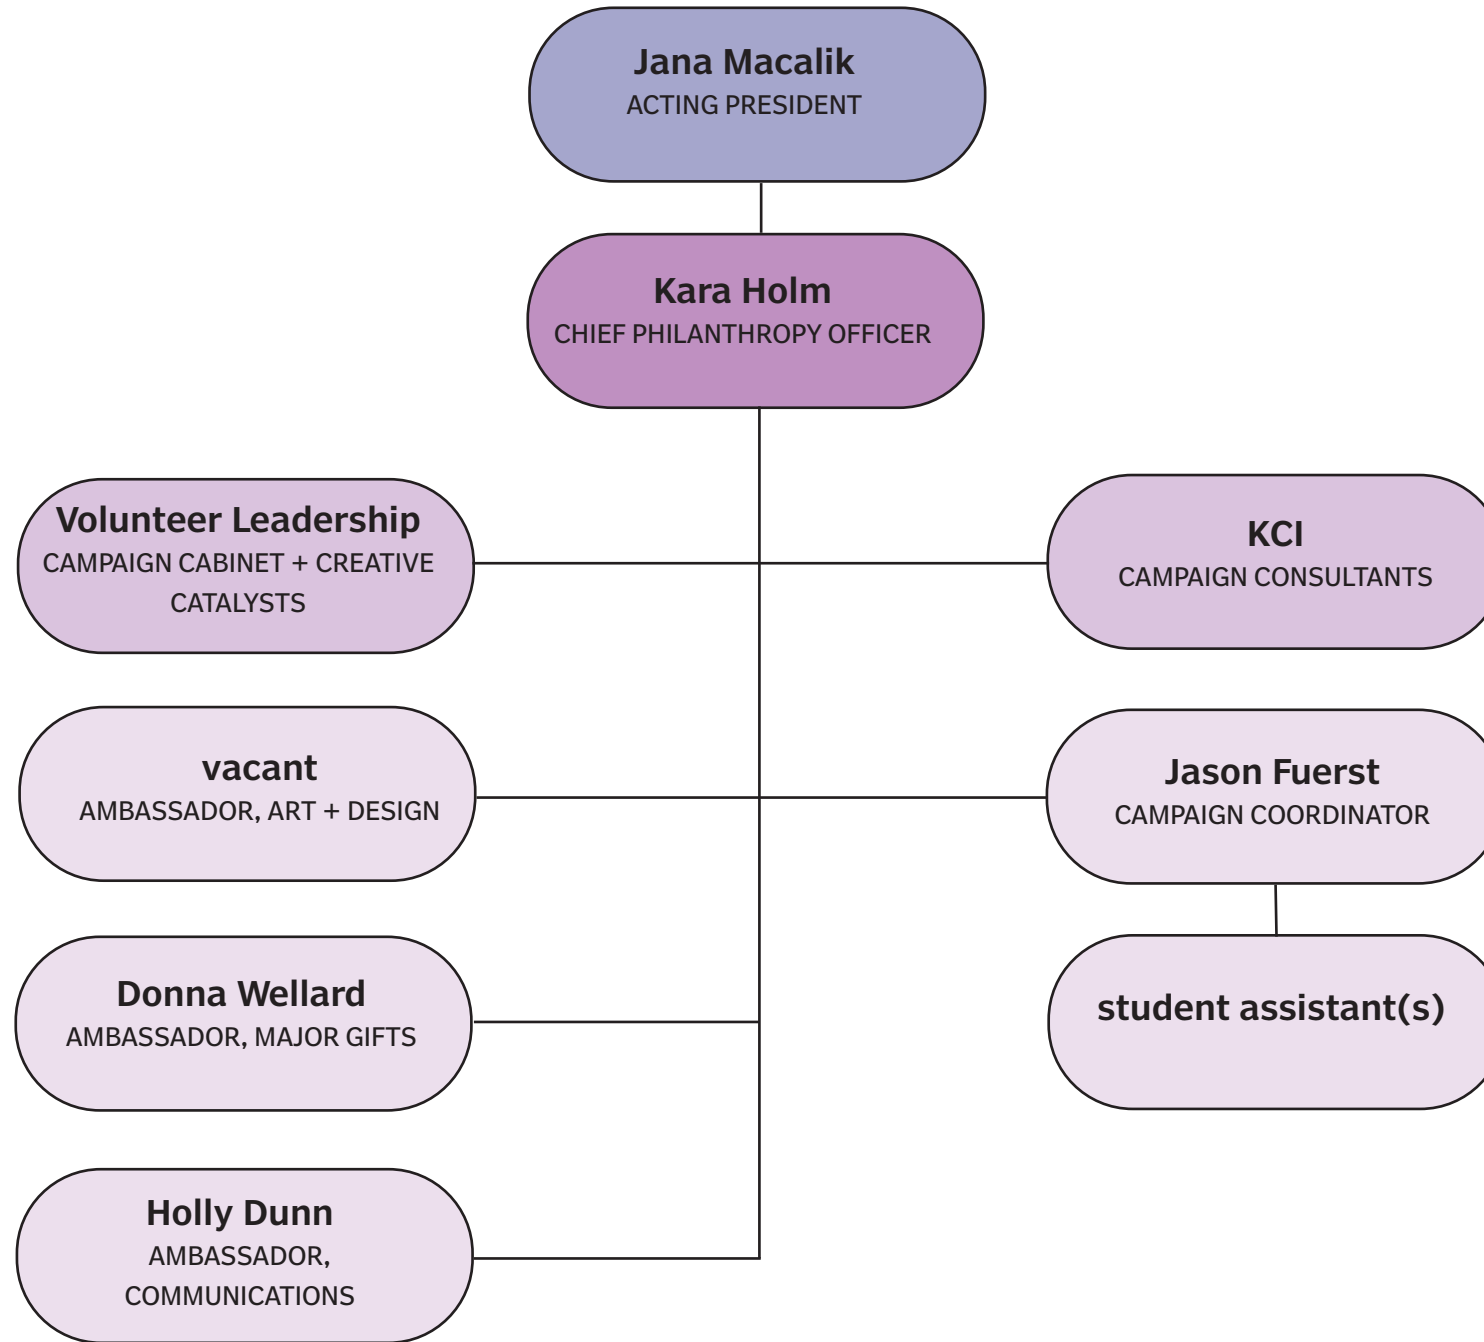 Jana Macalik
ACTING PRESIDENT
Kara Holm
CHIEF PHILANTHROPY OFFICER
Volunteer Leadership
CAMPAIGN CABINET + CREATIVE
CATALYSTS
KCI
CAMPAIGN CONSULTANTS
vacant
AMBASSADOR, ART + DESIGN
Jason Fuerst
CAMPAIGN COORDINATOR
Donna Wellard
AMBASSADOR, MAJOR GIFTS
student assistant(s)
Holly Dunn
AMBASSADOR,
COMMUNICATIONS